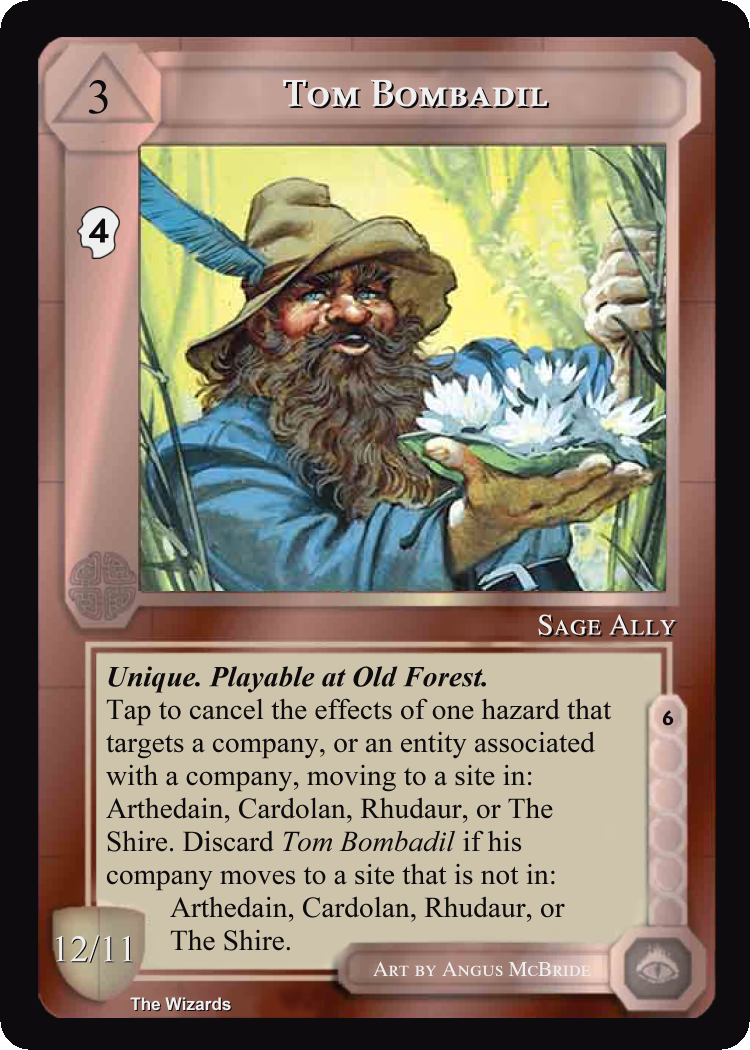 3
TOM BOMBADIL
4
SAGE ALLY
Unique. Playable at Old Forest.
Tap to cancel the effects of one hazard that
targets a company, or an entity associated
with a company, moving to a site in:
Arthedain, Cardolan, Rhudaur, or The
Shire. Discard Tom Bombadil if his
company moves to a site that is not in:
Arthedain, Cardolan, Rhudaur, or
The Shire.
6
12/11
ART BY ANGUS MCBRIDE
The Wizards